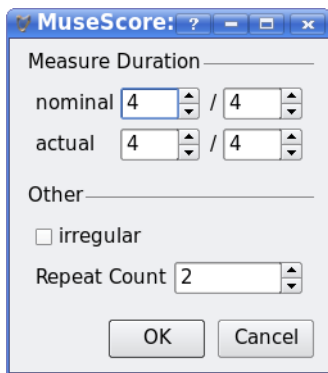 MuseScore:
Measure Duration
nominal 4 / 4
actual 4 / 4
Other
irregular
Repeat Count 2
OK Cancel